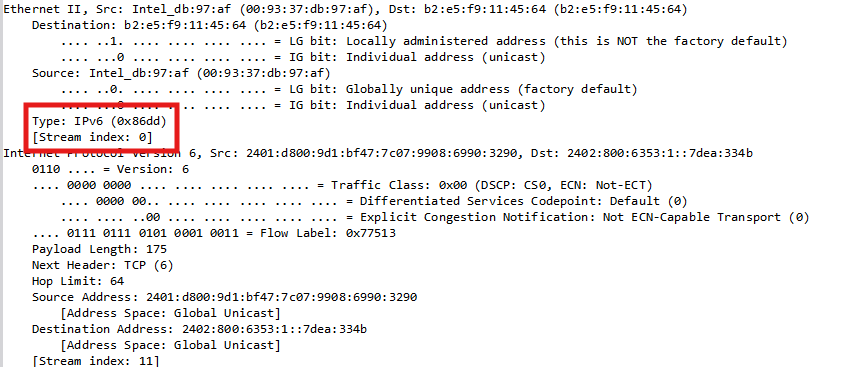 Ethernet II, Src: Intel_db:97:af (00:93:37:db:97:af), Dst: b2:e5:f9:11:45:64 (b2:e5:f9:11:45:64)
Destination: b2:e5:f9:11:45:64 (b2:e5:f9:11:45:64)
.... ..1. .... .... .... .... = LG bit: Locally administered address (this is NOT the factory default)
.... ...0 .... .... .... .... = IG bit: Individual address (unicast)
Source: Intel_db:97:af (00:93:37:db:97:af)
.... ..0. .... .... .... .... = LG bit: Globally unique address (factory default)
.... ...0 .... .... .... .... = IG bit: Individual address (unicast)
Type: IPv6 (0x86dd)
[Stream index: 0]
Internet Protocol Version 6, Src: 2401:d800:9d1:bf47:7c07:9908:6990:3290, Dst: 2402:800:6353:1::7dea:334b
0110 .... = Version: 6
.... 0000 0000 .... .... .... .... .... = Traffic Class: 0x00 (DSCP: CS0, ECN: Not-ECT)
.... 0000 00.. .... .... .... .... .... = Differentiated Services Codepoint: Default (0)
.... .... ..00 .... .... .... .... .... = Explicit Congestion Notification: Not ECN-Capable Transport (0)
.... 0111 0111 0101 0001 0011 = Flow Label: 0x77513
Payload Length: 175
Next Header: TCP (6)
Hop Limit: 64
Source Address: 2401:d800:9d1:bf47:7c07:9908:6990:3290
[Address Space: Global Unicast]
Destination Address: 2402:800:6353:1::7dea:334b
[Address Space: Global Unicast]
[Stream index: 11]